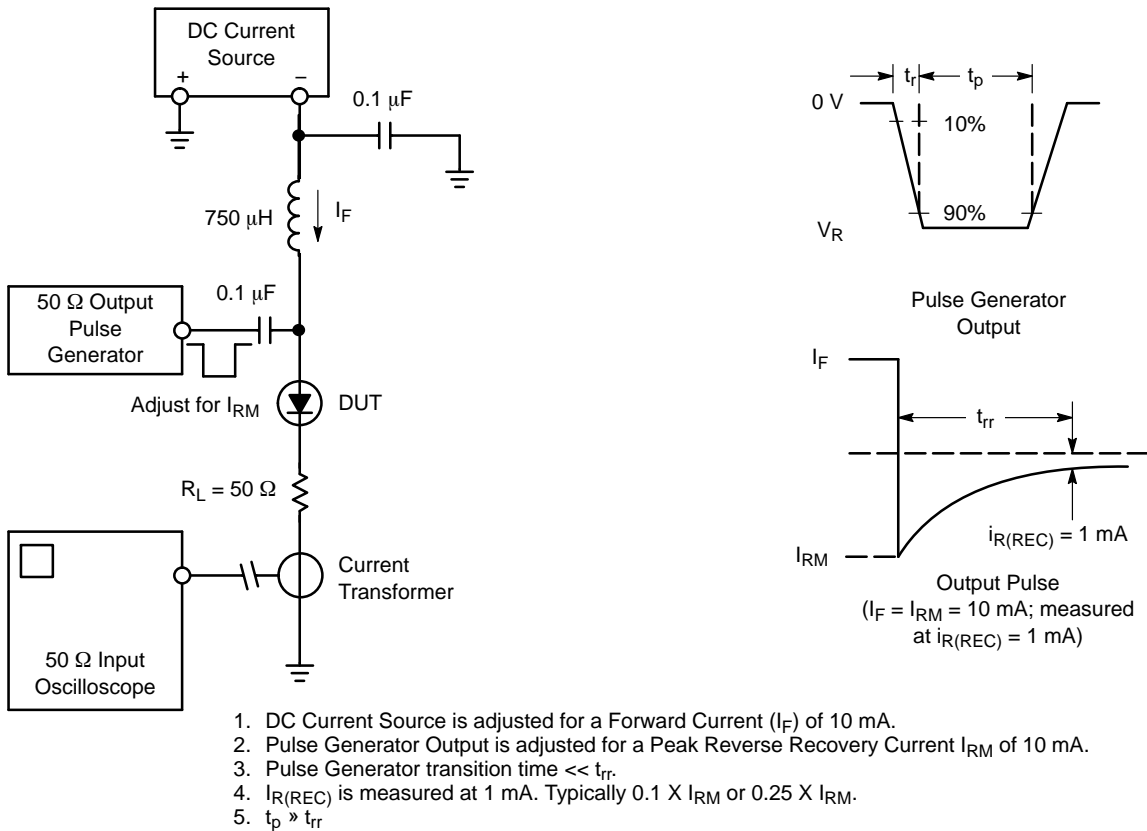 DC Current
Source
+
−
0.1 μF
750 μH
I_F
50 Ω Output
Pulse
Generator
0.1 μF
Adjust for I_RM
DUT
R_L = 50 Ω
50 Ω Input
Oscilloscope
Current
Transformer
t_r
t_p
0 V
10%
90%
V_R
Pulse Generator
Output
I_F
t_rr
i_R(REC) = 1 mA
I_RM
Output Pulse
(I_F = I_RM = 10 mA; measured
at i_R(REC) = 1 mA)
1. DC Current Source is adjusted for a Forward Current (I_F) of 10 mA.
2. Pulse Generator Output is adjusted for a Peak Reverse Recovery Current I_RM of 10 mA.
3. Pulse Generator transition time << t_rr.
4. I_R(REC) is measured at 1 mA. Typically 0.1 X I_RM or 0.25 X I_RM.
5. t_p » t_rr